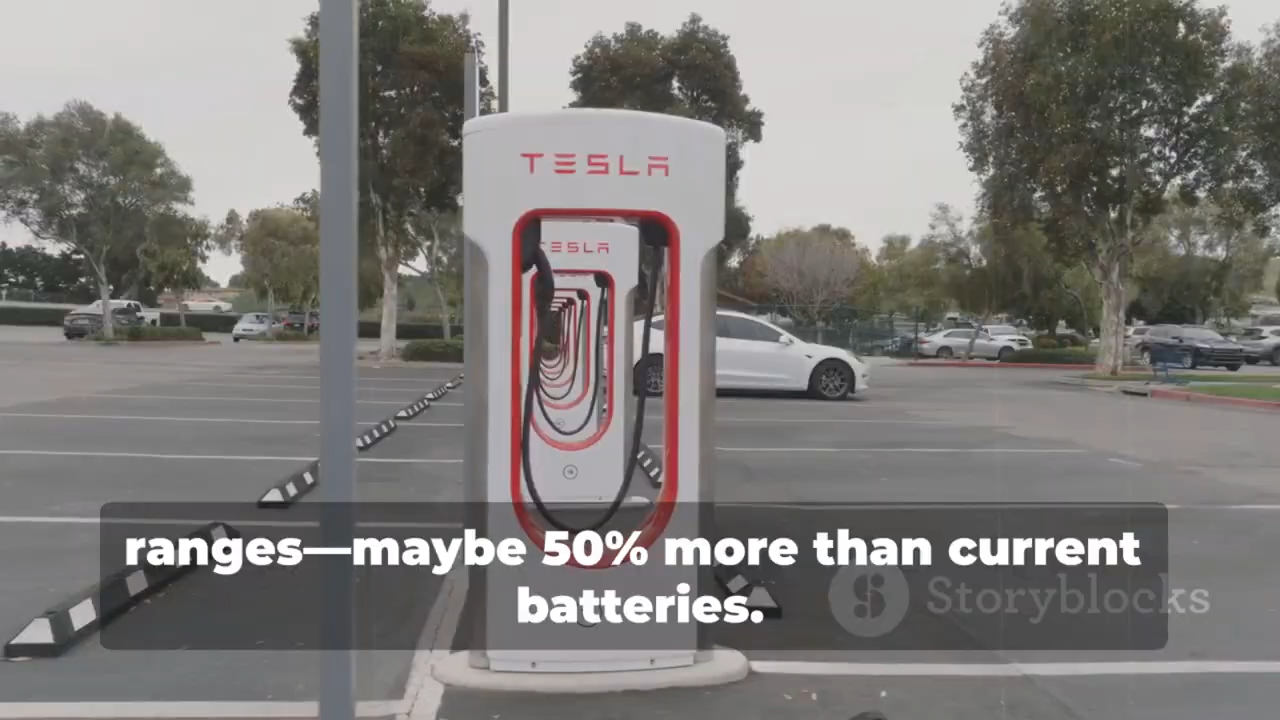 TESLA
TESLA
ranges—maybe 50% more than current
batteries.
Storyblocks